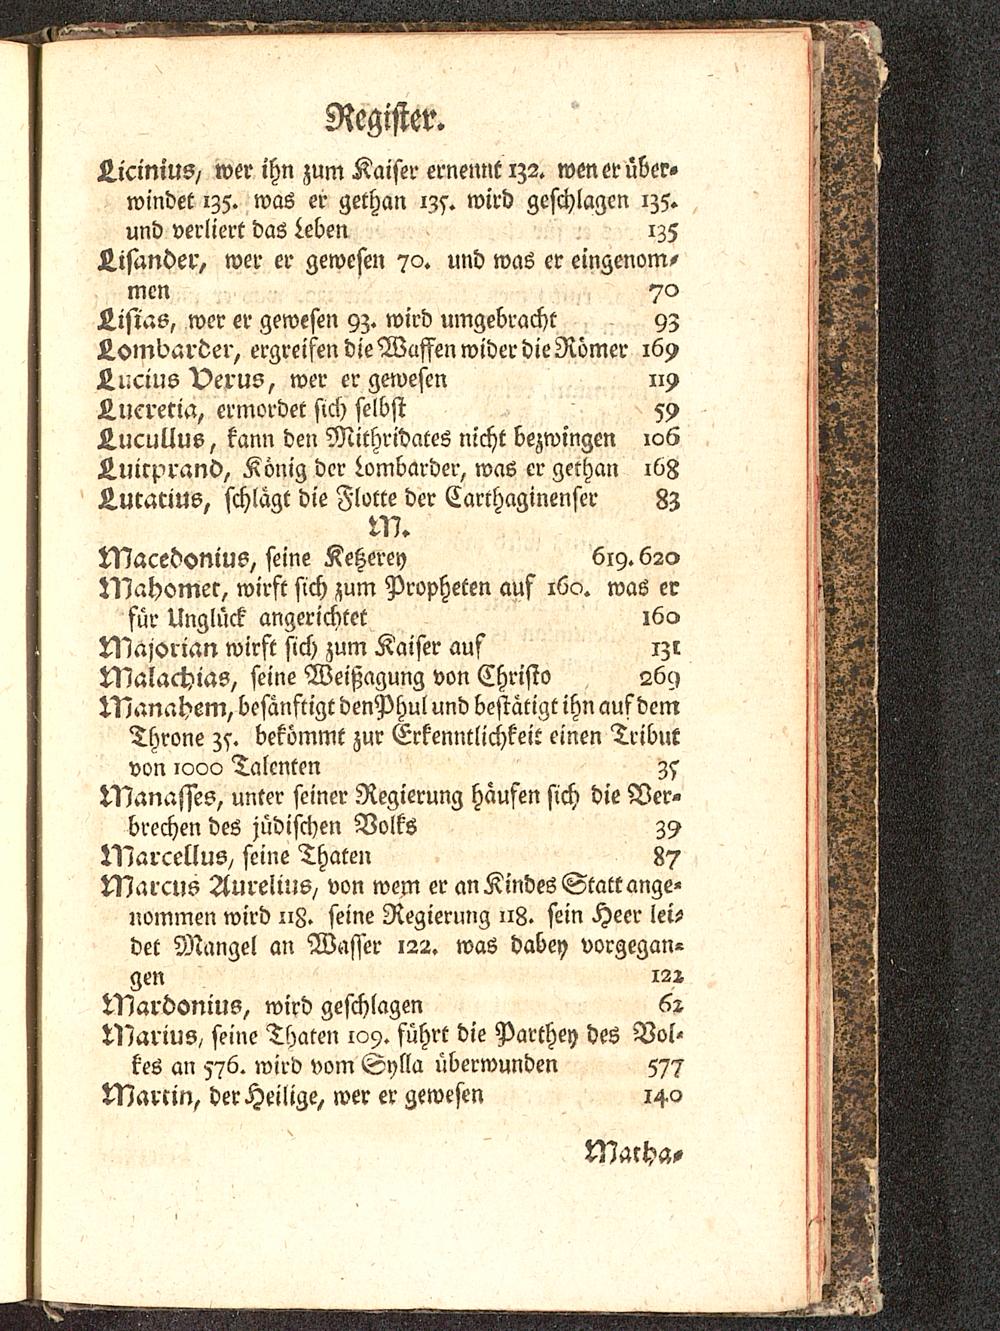 Register.
Licinius, wer ihn zum Kaiser ernennt 132. wen er über-
windet 135. was er gethan 135. wird geschlagen 135.
und verliert das Leben 135
Lisander, wer er gewesen 70. und was er eingenom-
men 70
Lisias, wer er gewesen 93. wird umgebracht 93
Lombarder, ergreifen die Waffen wider die Römer 169
Lucius Verus, wer er gewesen 119
Lucretia, ermordet sich selbst 59
Lucullus, kann den Mithridates nicht bezwingen 106
Luitprand, König der Lombarder, was er gethan 168
Lutatius, schlägt die Flotte der Carthaginenser 83
M.
Macedonius, seine Ketzerey 619. 620
Mahomet, wirft sich zum Propheten auf 160. was er
für Unglück angerichtet 160
Majorian wirft sich zum Kaiser auf 131
Malachias, seine Weißagung von Christo 269
Manahem, besänftigt den Phul und bestätigt ihn auf dem
Throne 35. bekömmt zur Erkenntlichkeit einen Tribut
von 1000 Talenten 35
Manasses, unter seiner Regierung häufen sich die Ver-
brechen des jüdischen Volks 39
Marcellus, seine Thaten 87
Marcus Aurelius, von wem er an Kindes Statt ange-
nommen wird 118. seine Regierung 118. sein Heer lei-
det Mangel an Wasser 122. was dabey vorgegan-
gen 122
Mardonius, wird geschlagen 62
Marius, seine Thaten 109. führt die Parthey des Vol-
kes an 576. wird vom Sylla überwunden 577
Martin, der Heilige, wer er gewesen 140
Matha-